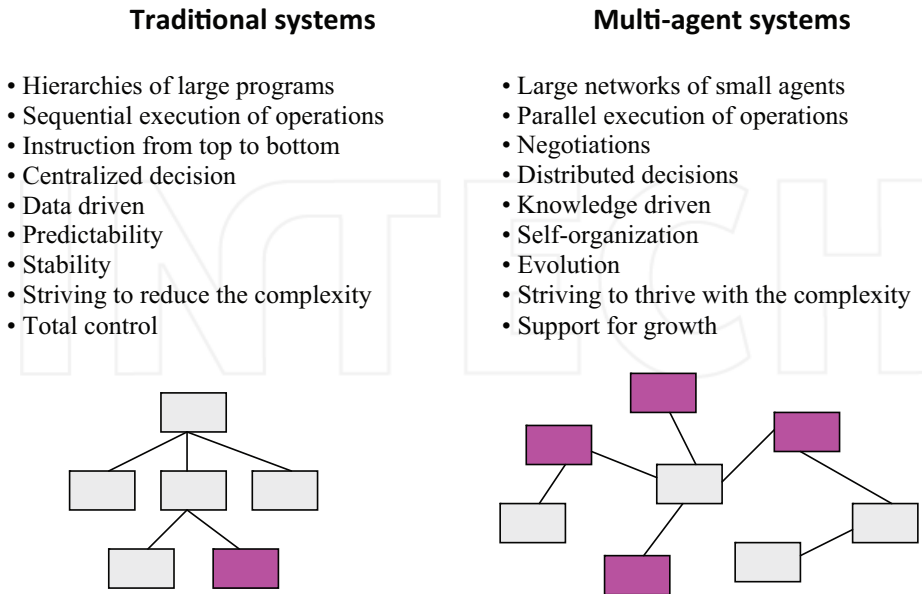 Traditional systems
• Hierarchies of large programs
• Sequential execution of operations
• Instruction from top to bottom
• Centralized decision
• Data driven
• Predictability
• Stability
• Striving to reduce the complexity
• Total control
Multi-agent systems
• Large networks of small agents
• Parallel execution of operations
• Negotiations
• Distributed decisions
• Knowledge driven
• Self-organization
• Evolution
• Striving to thrive with the complexity
• Support for growth
INTECH